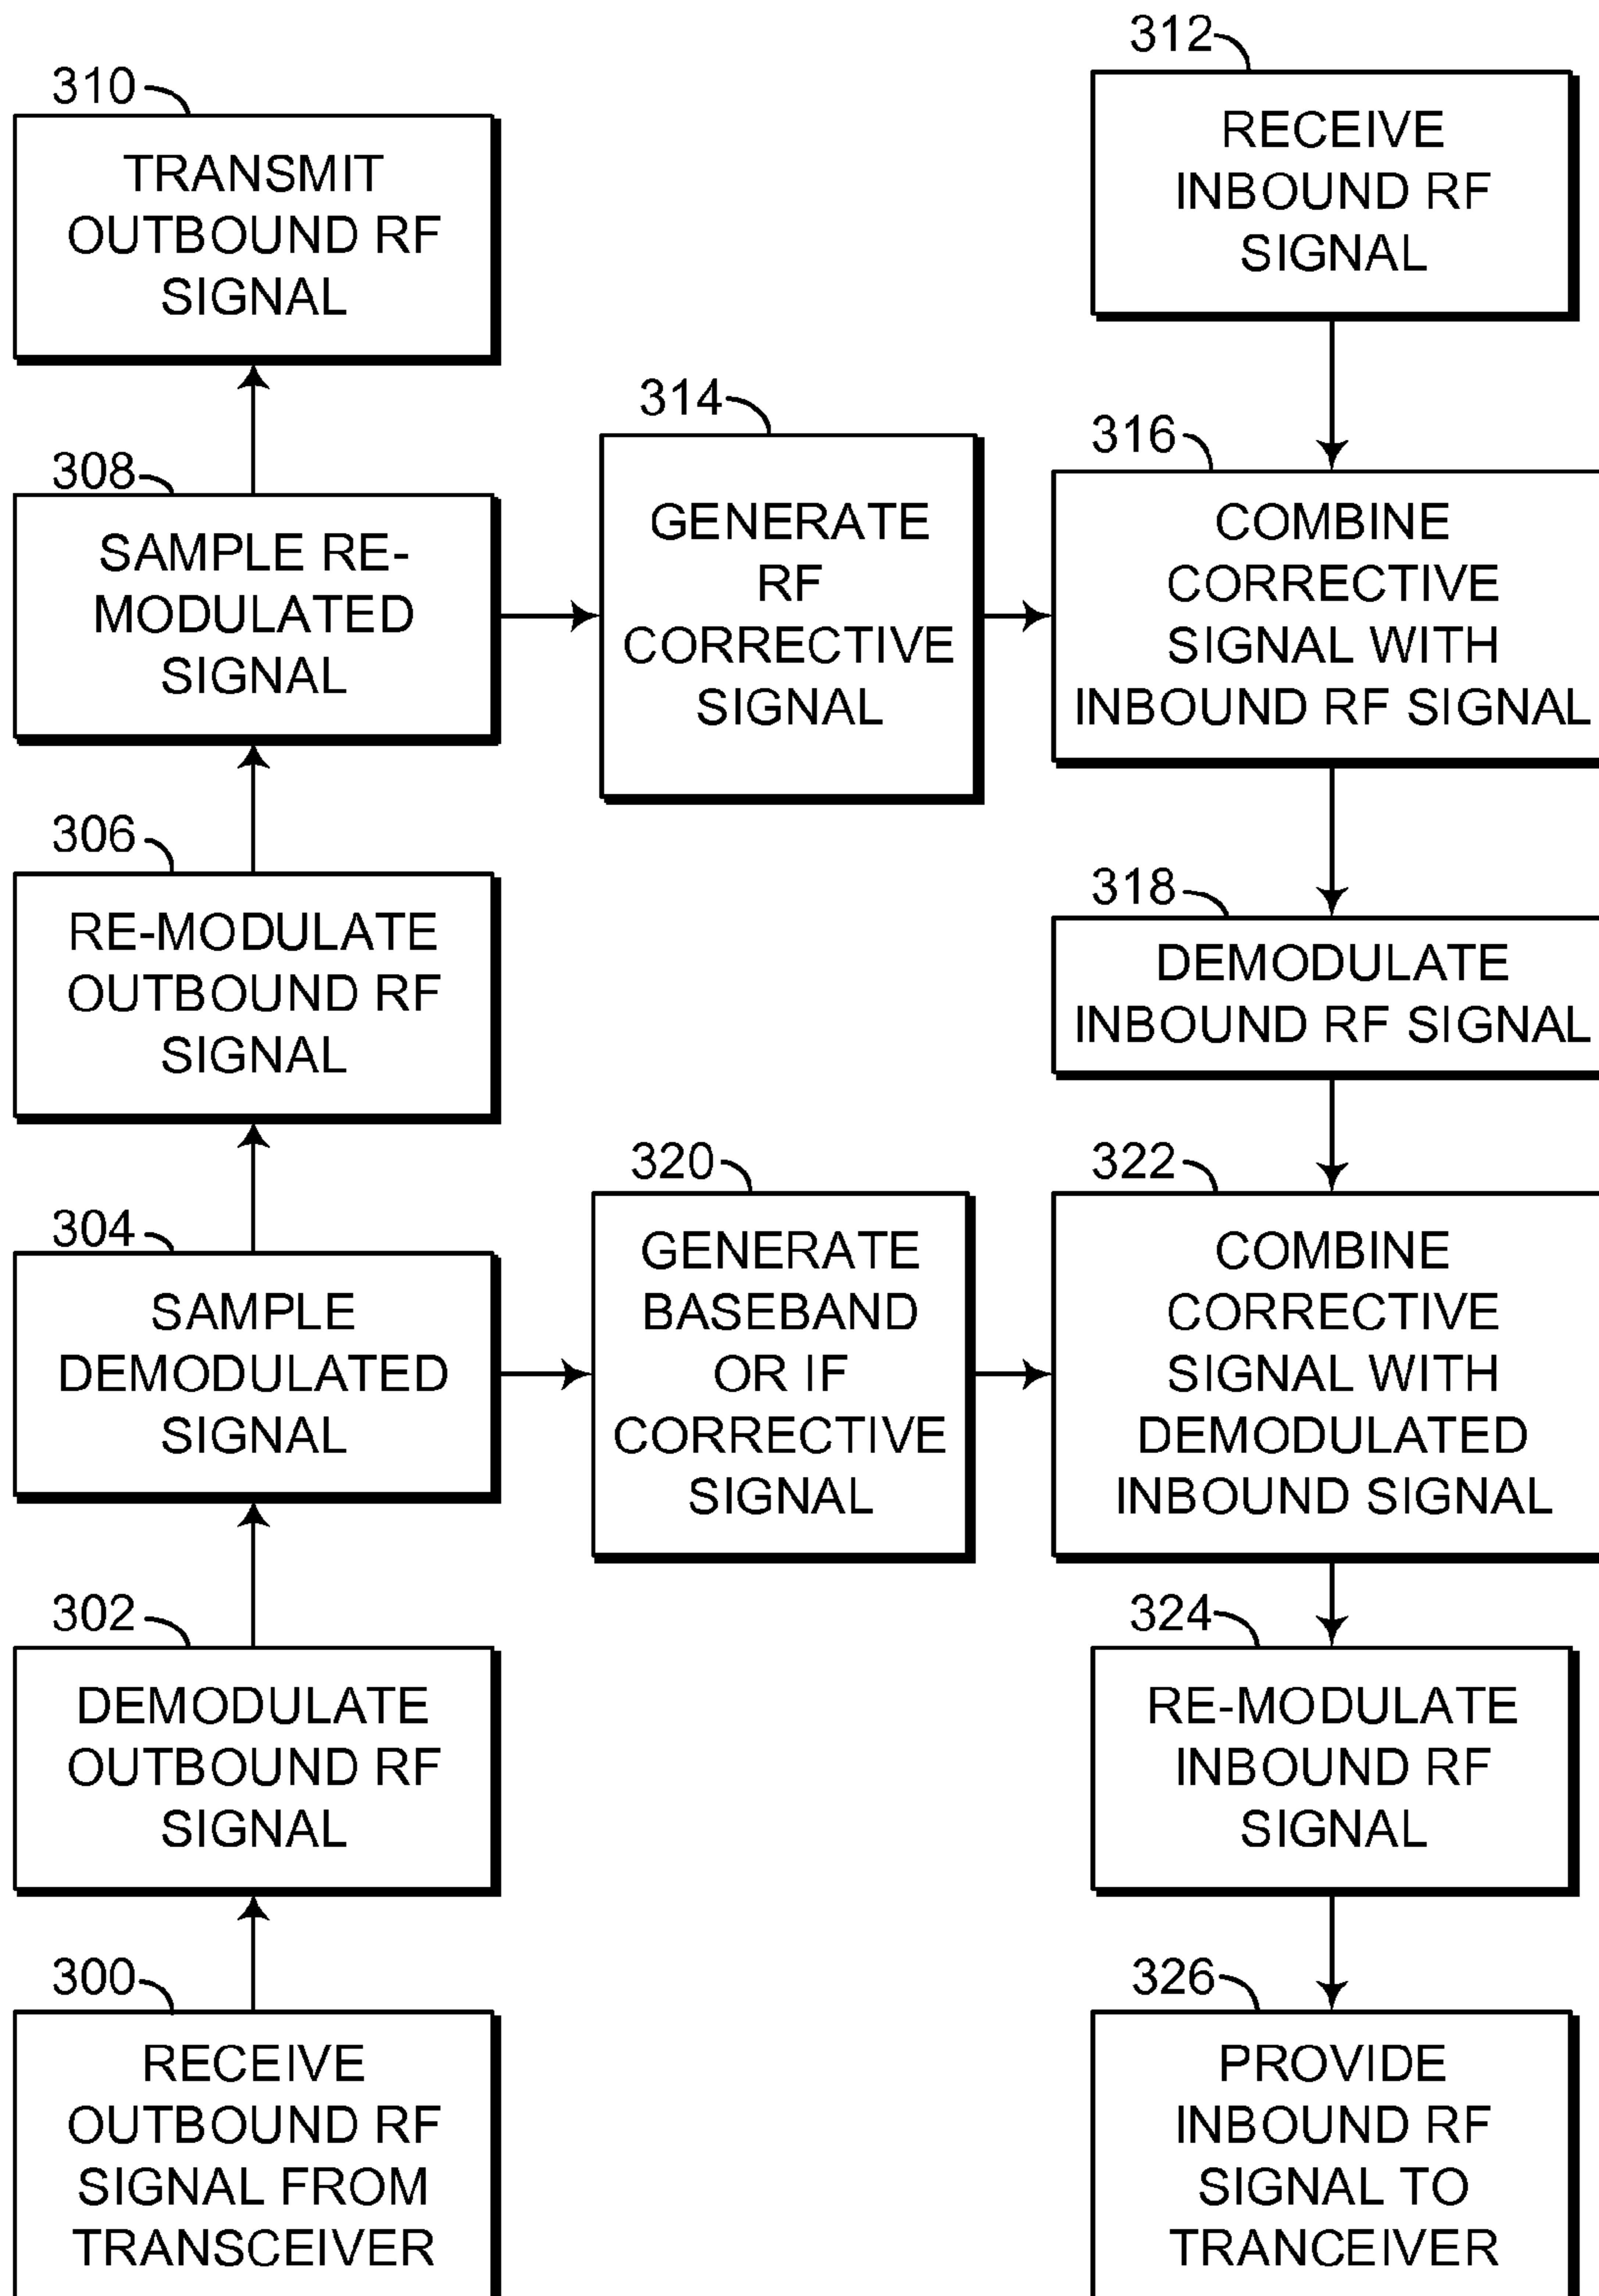 310
TRANSMIT
OUTBOUND RF
SIGNAL
308
SAMPLE RE-
MODULATED
SIGNAL
306
RE-MODULATE
OUTBOUND RF
SIGNAL
304
SAMPLE
DEMODULATED
SIGNAL
302
DEMODULATE
OUTBOUND RF
SIGNAL
300
RECEIVE
OUTBOUND RF
SIGNAL FROM
TRANSCEIVER
314
GENERATE
RF
CORRECTIVE
SIGNAL
320
GENERATE
BASEBAND
OR IF
CORRECTIVE
SIGNAL
312
RECEIVE
INBOUND RF
SIGNAL
316
COMBINE
CORRECTIVE
SIGNAL WITH
INBOUND RF SIGNAL
318
DEMODULATE
INBOUND RF SIGNAL
322
COMBINE
CORRECTIVE
SIGNAL WITH
DEMODULATED
INBOUND SIGNAL
324
RE-MODULATE
INBOUND RF
SIGNAL
326
PROVIDE
INBOUND RF
SIGNAL TO
TRANCEIVER